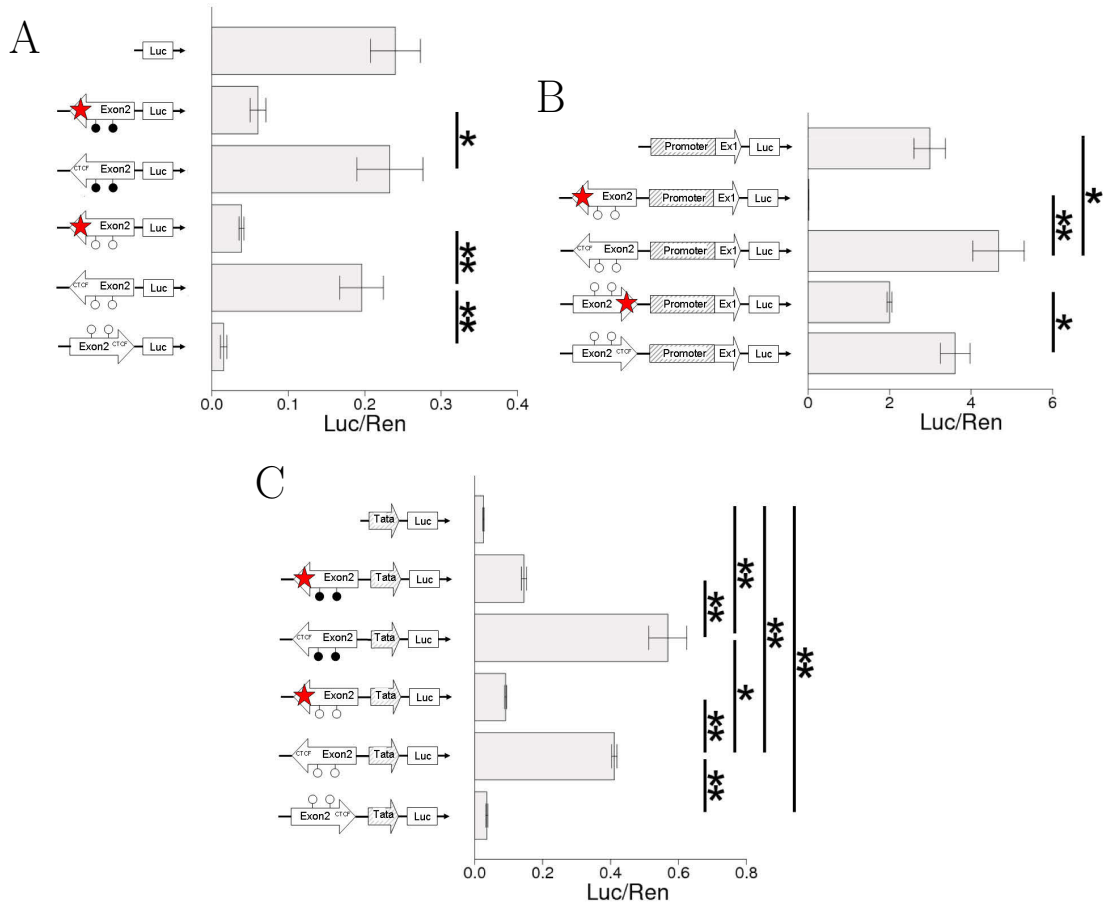 A
Luc
Exon2 Luc
CTCF Exon2 Luc
Exon2 Luc
CTCF Exon2 Luc
Exon2 CTCF Luc
*
**
**
0.0 0.1 0.2 0.3 0.4
Luc/Ren
B
Promoter Ex1 Luc
Exon2 Promoter Ex1 Luc
CTCF Exon2 Promoter Ex1 Luc
Exon2 Promoter Ex1 Luc
Exon2 CTCF Promoter Ex1 Luc
*
**
*
0 2 4 6
Luc/Ren
C
Tata Luc
Exon2 Tata Luc
CTCF Exon2 Tata Luc
Exon2 Tata Luc
CTCF Exon2 Tata Luc
Exon2 CTCF Tata Luc
**
**
**
**
*
**
**
0.0 0.2 0.4 0.6 0.8
Luc/Ren